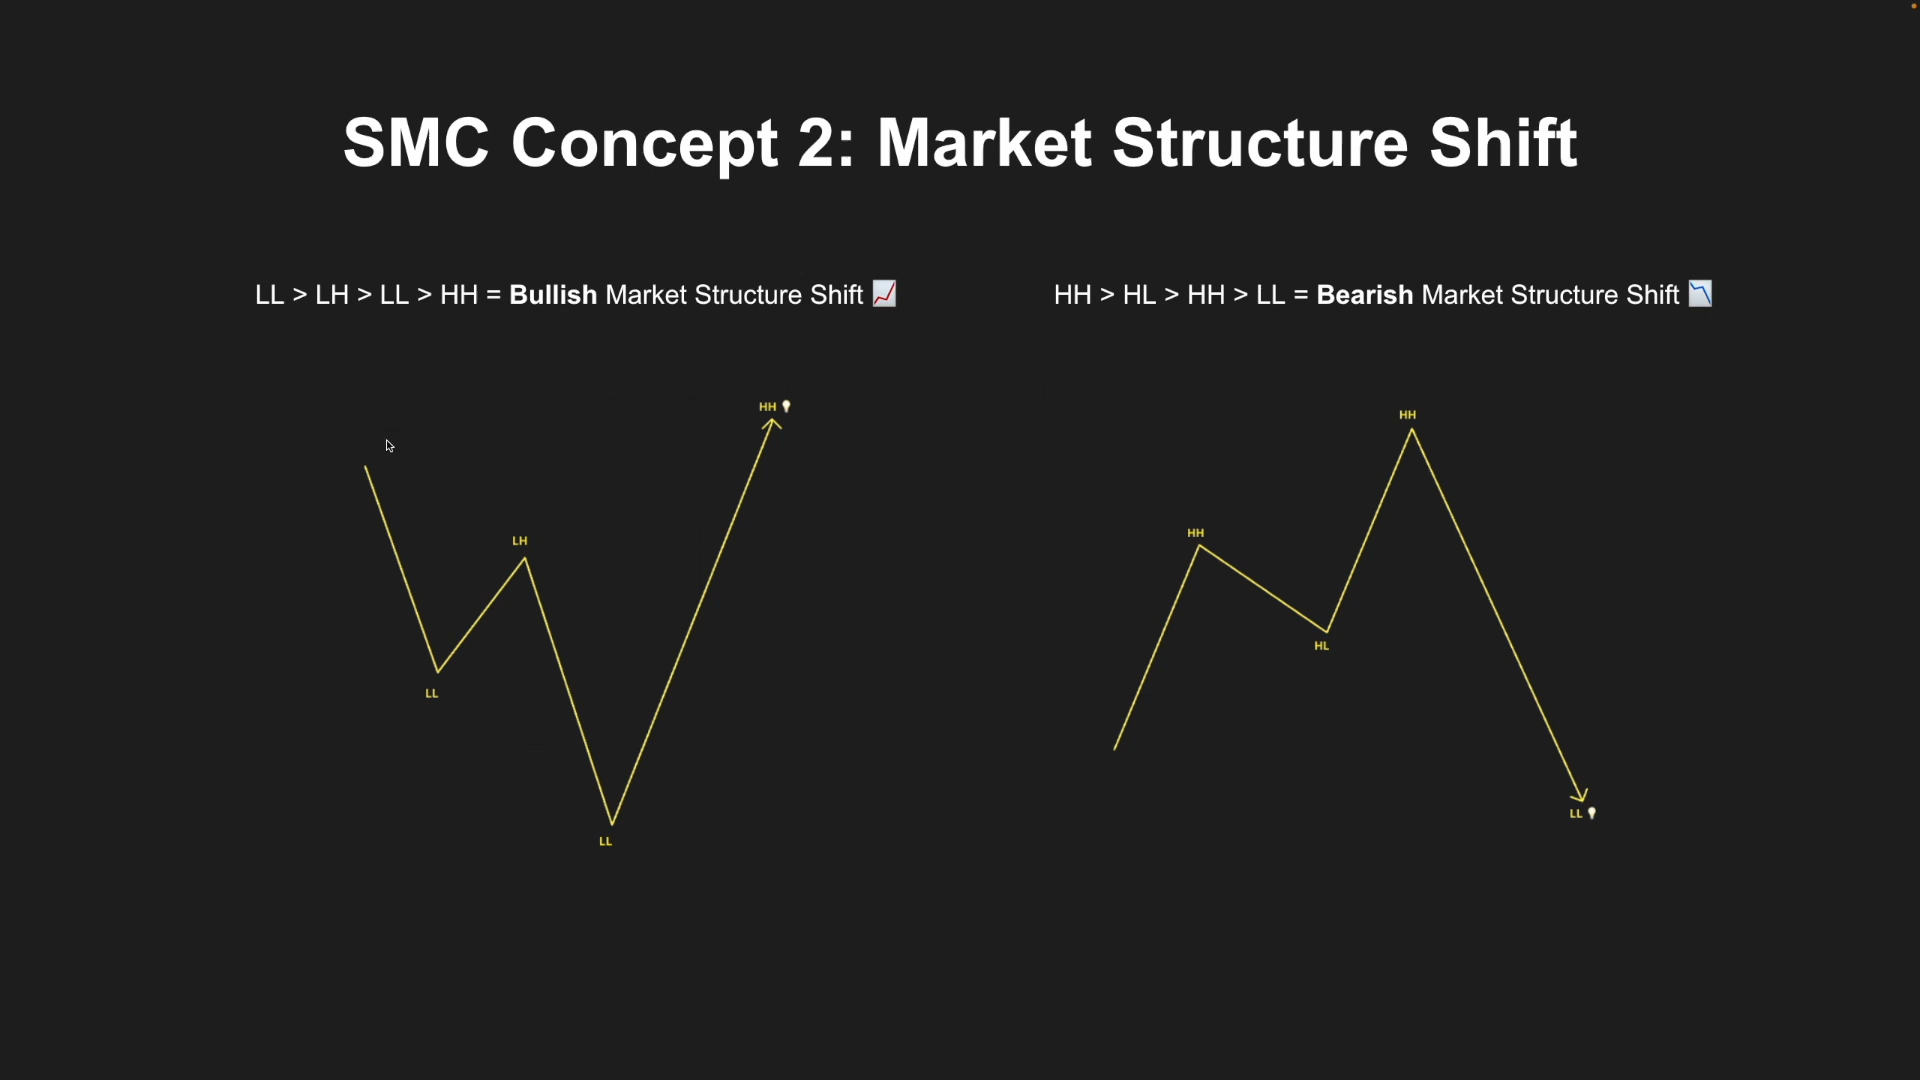 SMC Concept 2: Market Structure Shift
LL > LH > LL > HH = Bullish Market Structure Shift 📈
HH > HL > HH > LL = Bearish Market Structure Shift 📉
HH 💡
LH
LL
LL
HH
HH
HL
LL 💡